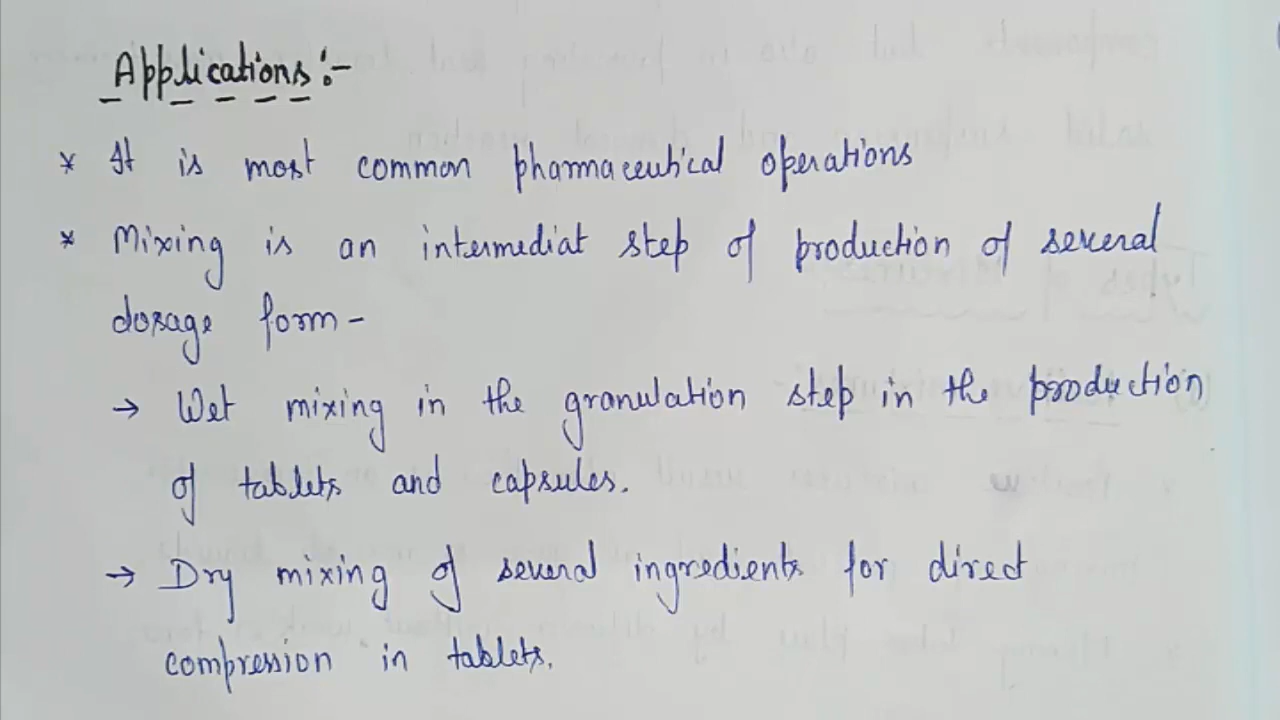 Applications:-
* It is most common pharmaceutical operations
* Mixing is an intermediat step of production of several
dosage form-
→ Wet mixing in the granulation step in the production
of tablets and capsules.
→ Dry mixing of several ingredients for direct
compression in tablets.